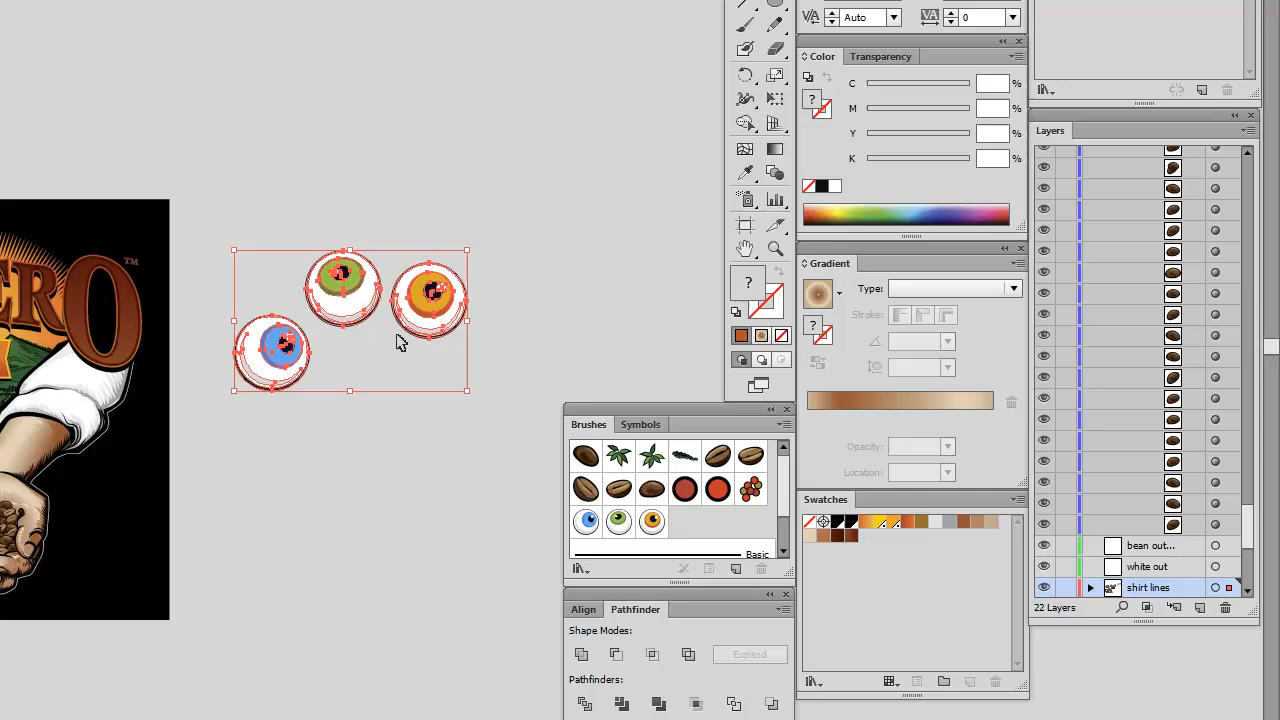 Auto
0
Color
Transparency
C
%
M
%
Y
%
K
%
?
Layers
Gradient
Type:
Stroke:
?
?
Opacity:
Location:
Brushes
Symbols
Basic
Swatches
bean out...
white out
shirt lines
22 Layers
Align
Pathfinder
Shape Modes:
Expand
Pathfinders:
ERO
TM